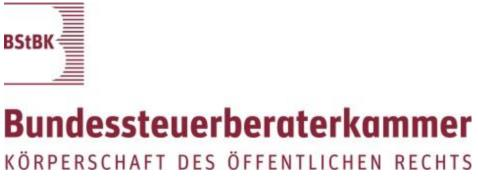 BStBK
Bundessteuerberaterkammer
KÖRPERSCHAFT DES ÖFFENTLICHEN RECHTS